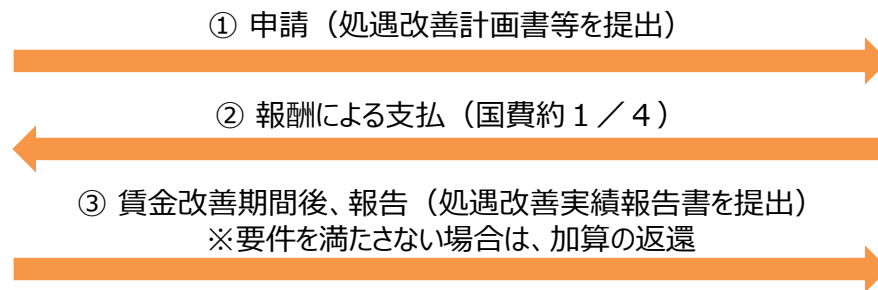 ① 申請（処遇改善計画書等を提出）
② 報酬による支払（国費約１／４）
③ 賃金改善期間後、報告（処遇改善実績報告書を提出）
※要件を満たさない場合は、加算の返還